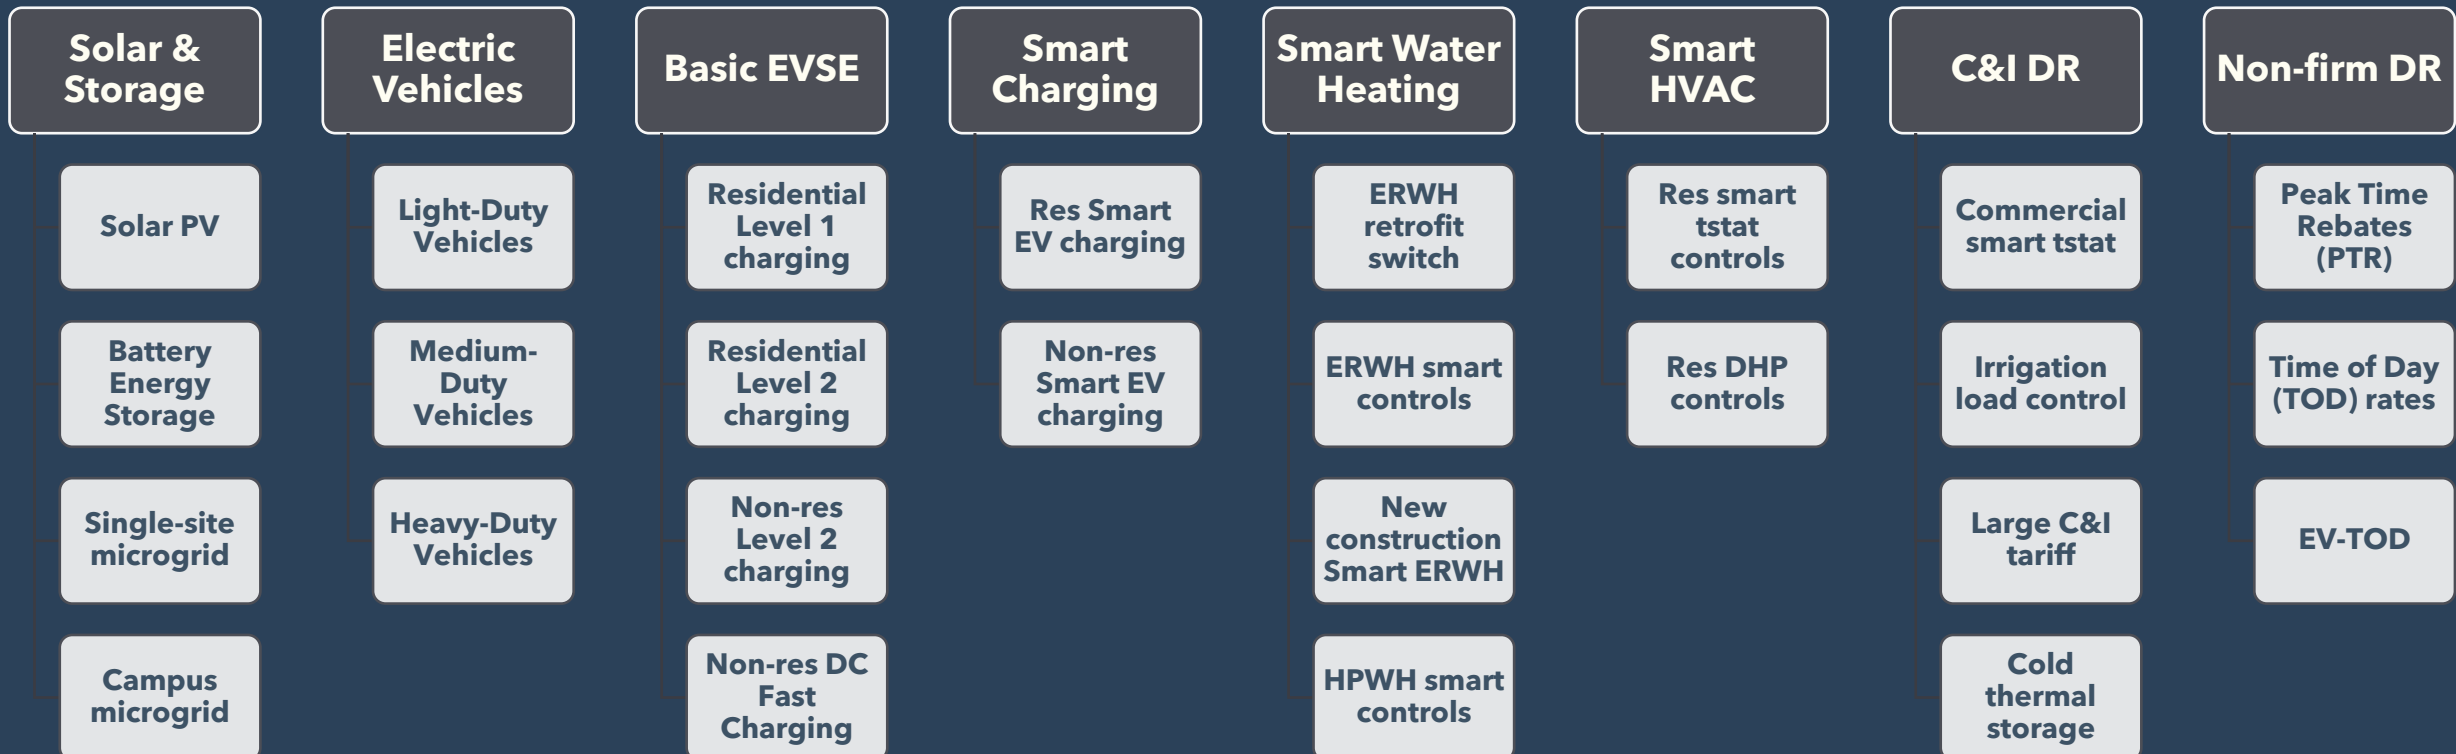 Solar &
Storage
Solar PV
Battery
Energy
Storage
Single-site
microgrid
Campus
microgrid
Electric
Vehicles
Light-Duty
Vehicles
Medium-
Duty
Vehicles
Heavy-Duty
Vehicles
Basic EVSE
Residential
Level 1
charging
Residential
Level 2
charging
Non-res
Level 2
charging
Non-res DC
Fast
Charging
Smart
Charging
Res Smart
EV charging
Non-res
Smart EV
charging
Smart Water
Heating
ERWH
retrofit
switch
ERWH smart
controls
New
construction
Smart ERWH
HPWH smart
controls
Smart
HVAC
Res smart
tstat
controls
Res DHP
controls
C&I DR
Commercial
smart tstat
Irrigation
load control
Large C&I
tariff
Cold
thermal
storage
Non-firm DR
Peak Time
Rebates
(PTR)
Time of Day
(TOD) rates
EV-TOD